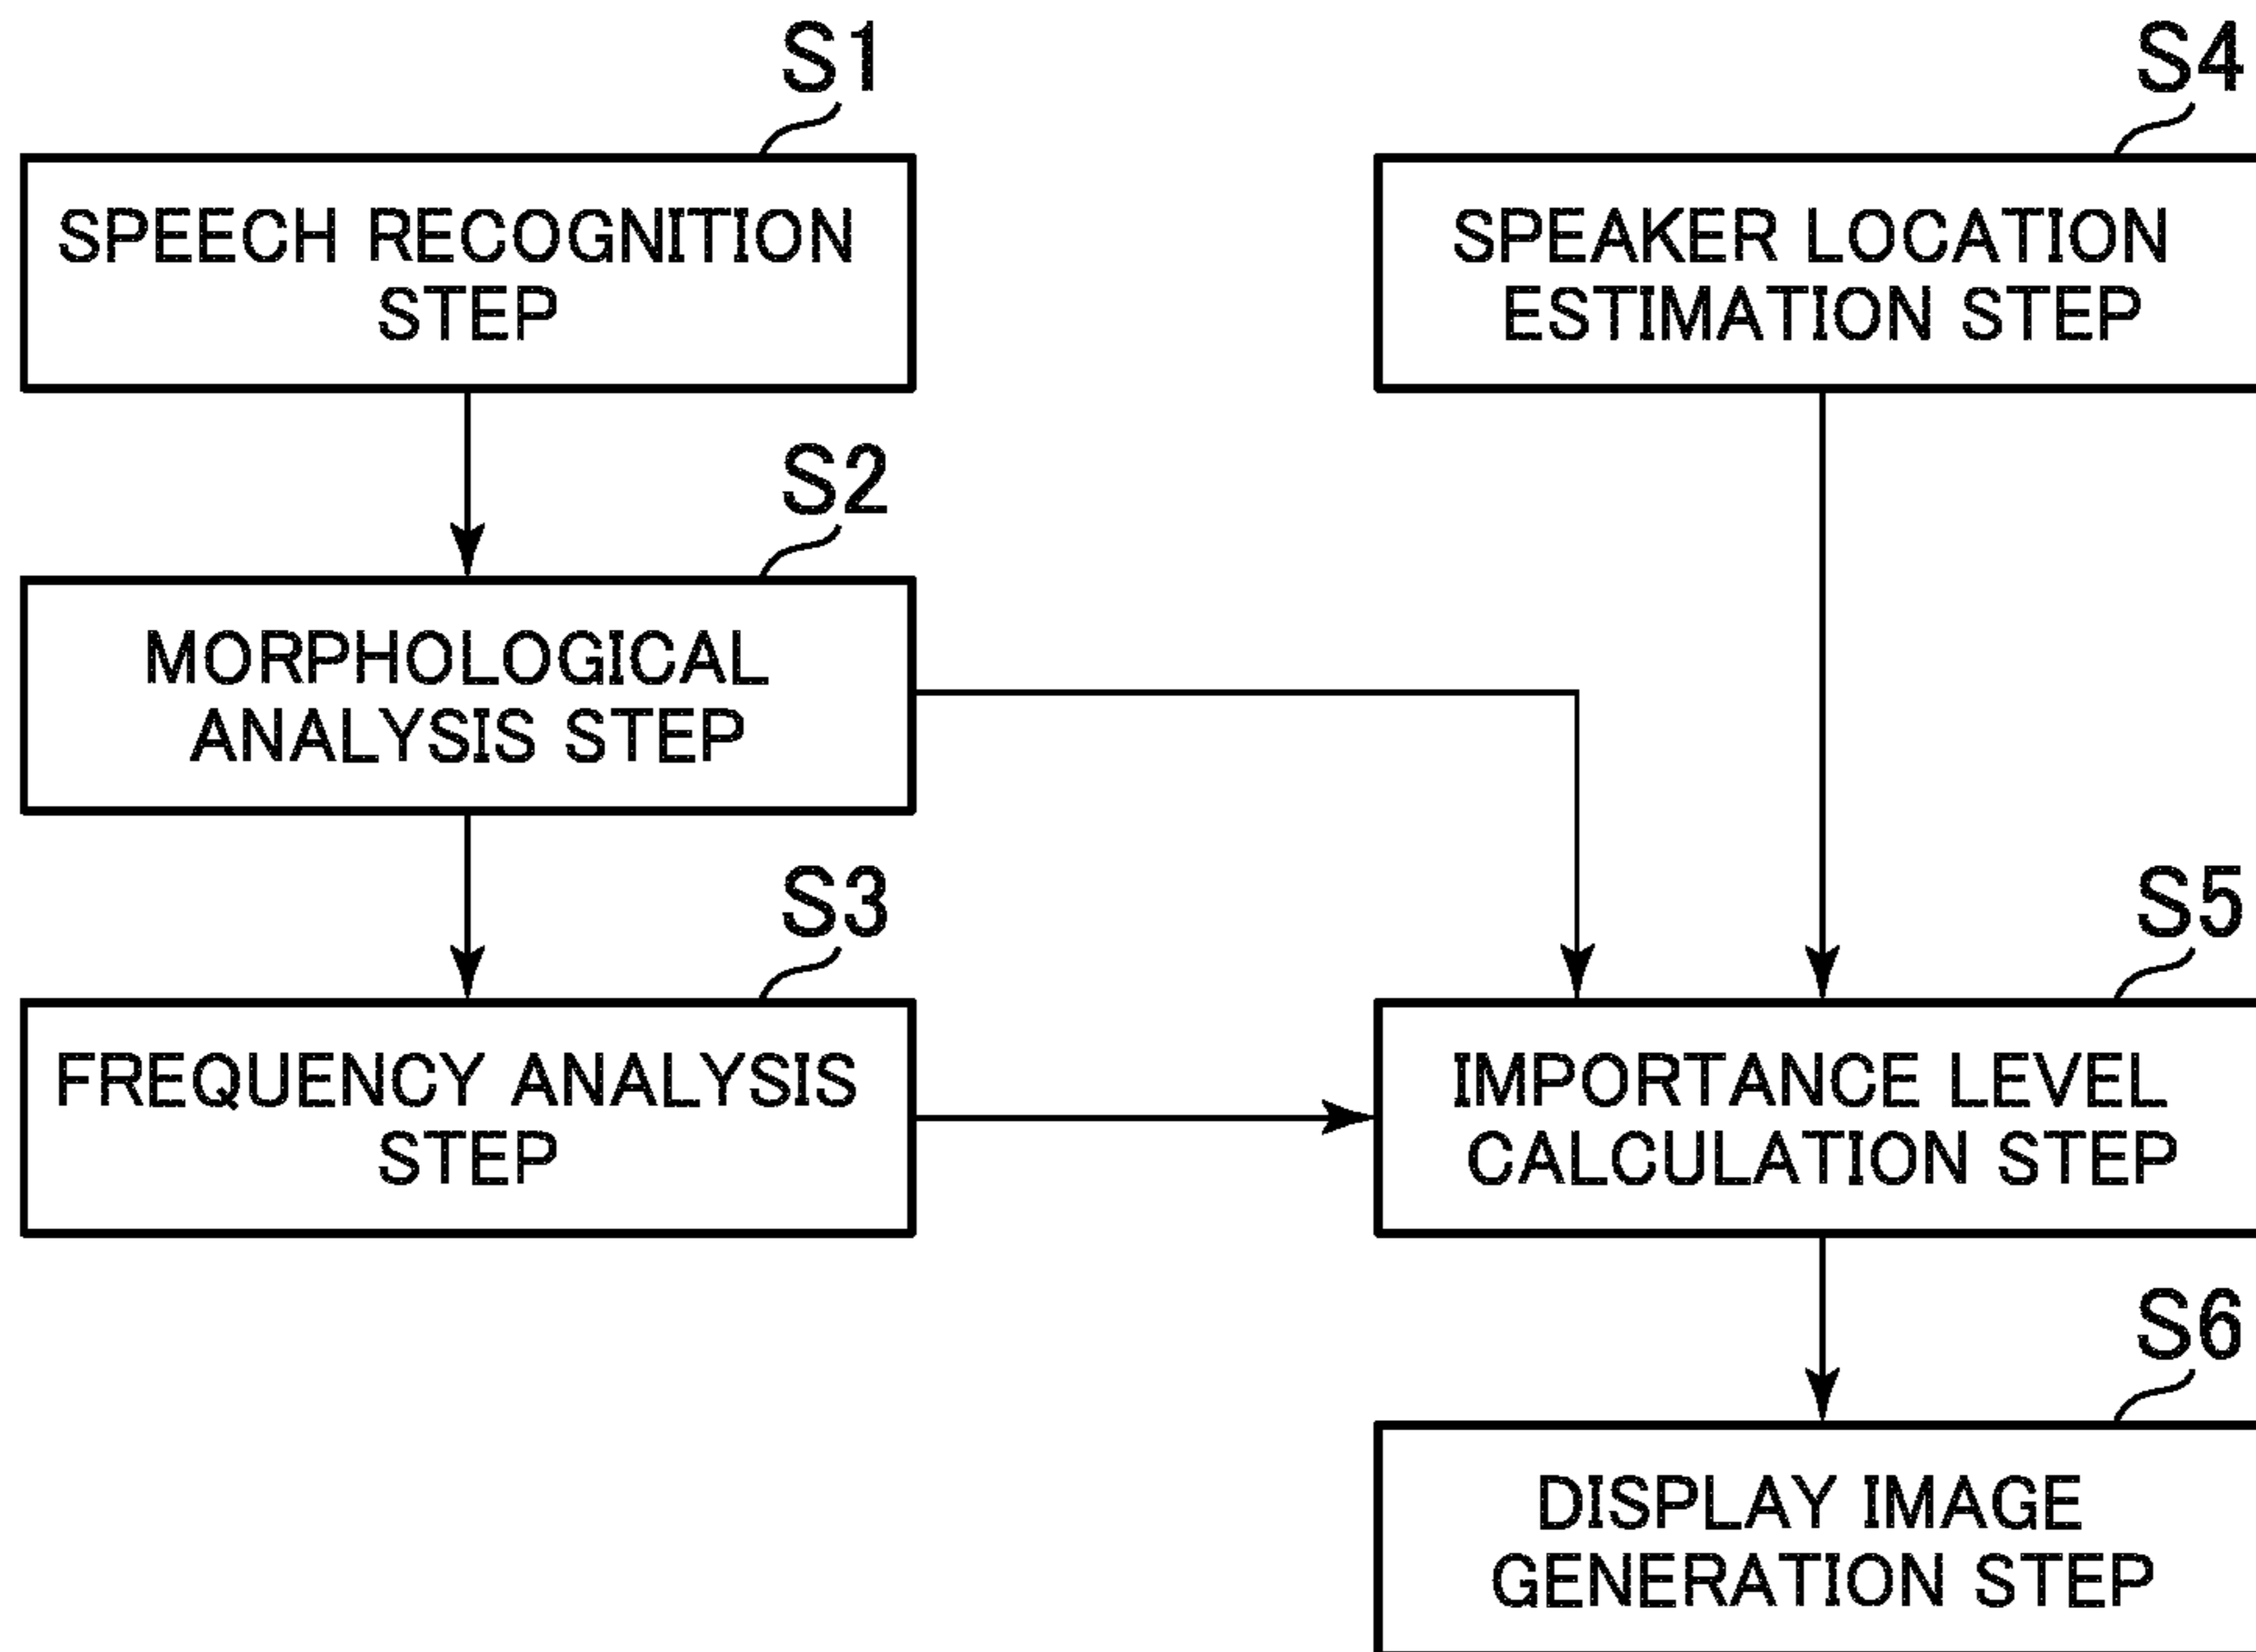 S1
SPEECH RECOGNITION
STEP
S2
MORPHOLOGICAL
ANALYSIS STEP
S3
FREQUENCY ANALYSIS
STEP
S4
SPEAKER LOCATION
ESTIMATION STEP
S5
IMPORTANCE LEVEL
CALCULATION STEP
S6
DISPLAY IMAGE
GENERATION STEP